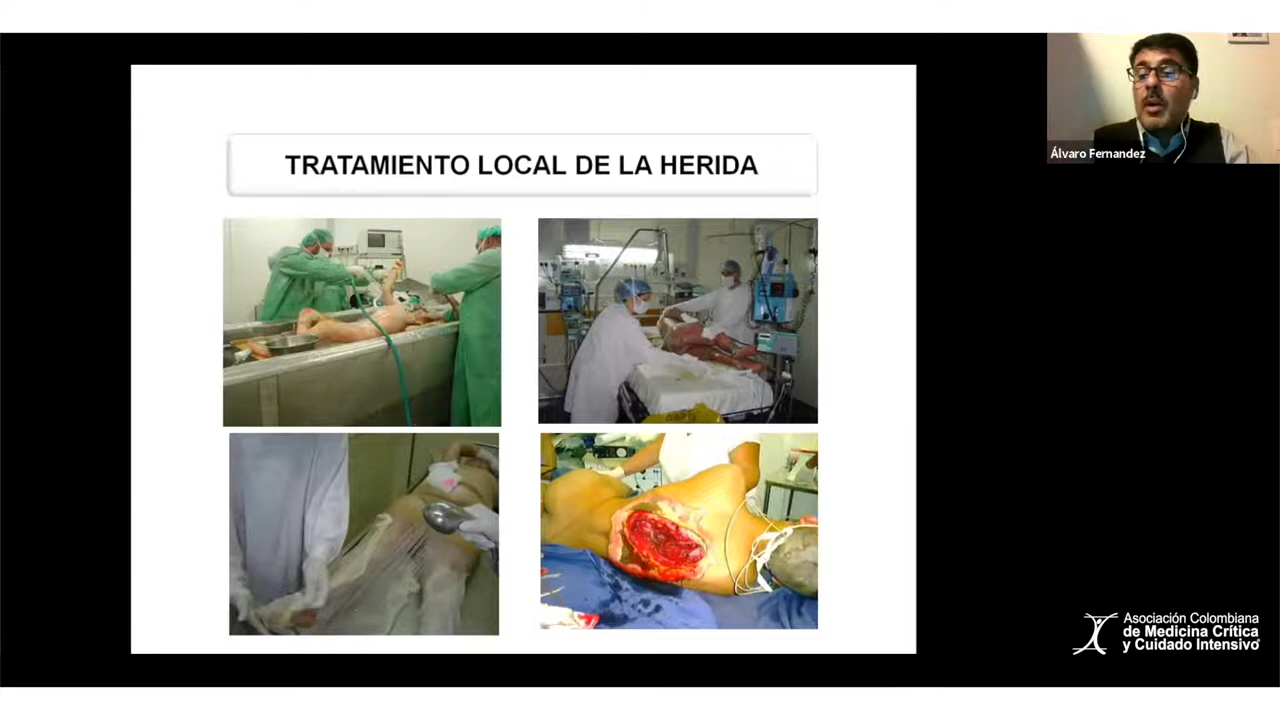 TRATAMIENTO LOCAL DE LA HERIDA
Álvaro Fernandez
Asociación Colombiana
de Medicina Crítica
y Cuidado Intensivo